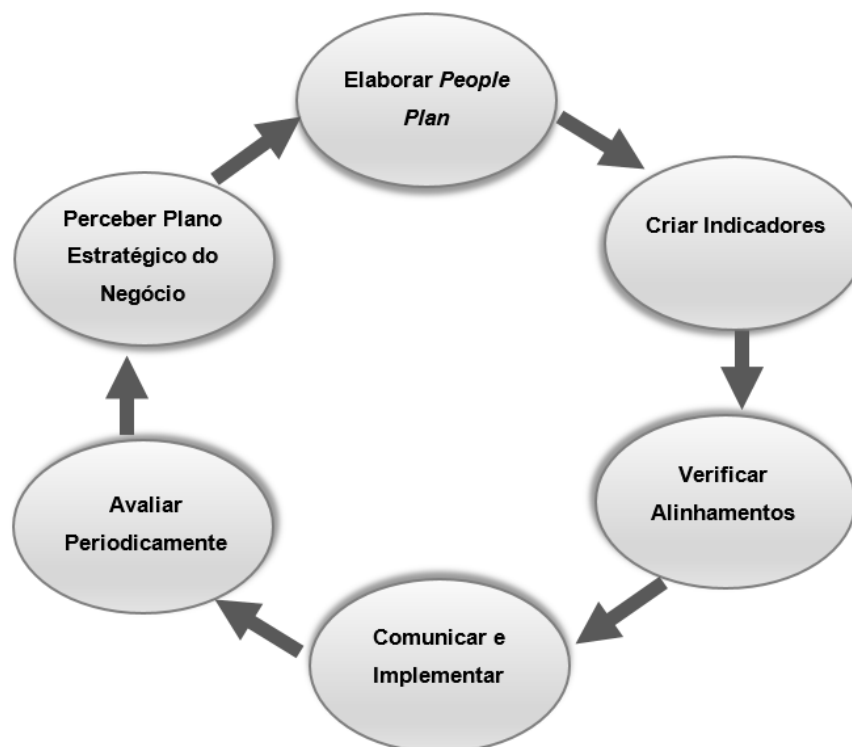 Elaborar People
Plan
Criar Indicadores
Verificar
Alinhamentos
Comunicar e
Implementar
Avaliar
Periodicamente
Perceber Plano
Estratégico do
Negócio